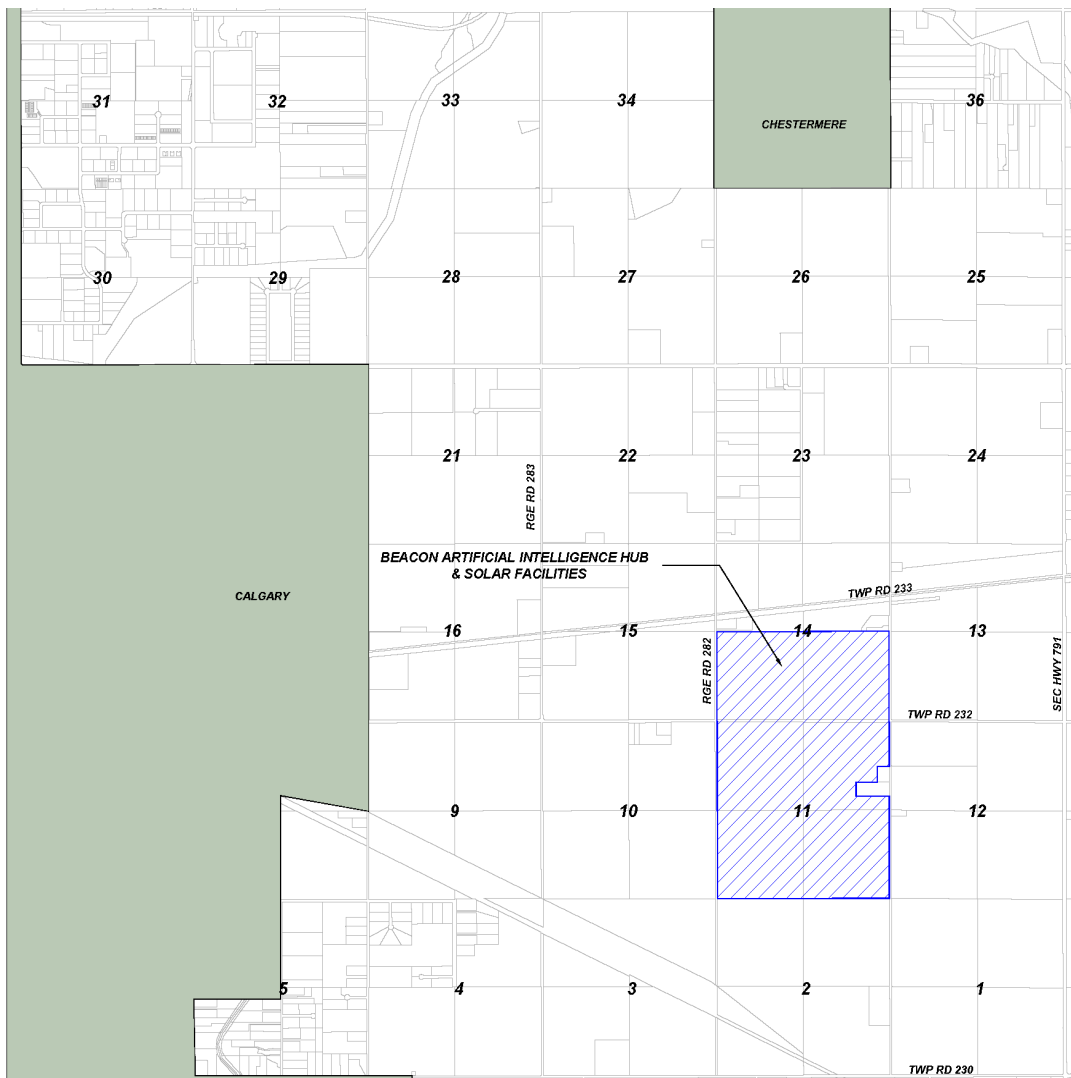 31
32
33
34
CHESTERMERE
36
30
29
28
27
26
25
21
RGE RD 283
22
23
24
BEACON ARTIFICIAL INTELLIGENCE HUB
& SOLAR FACILITIES
CALGARY
TWP RD 233
16
15
14
13
RGE RD 282
SEC HWY 791
TWP RD 232
9
10
11
12
5
4
3
2
1
TWP RD 230